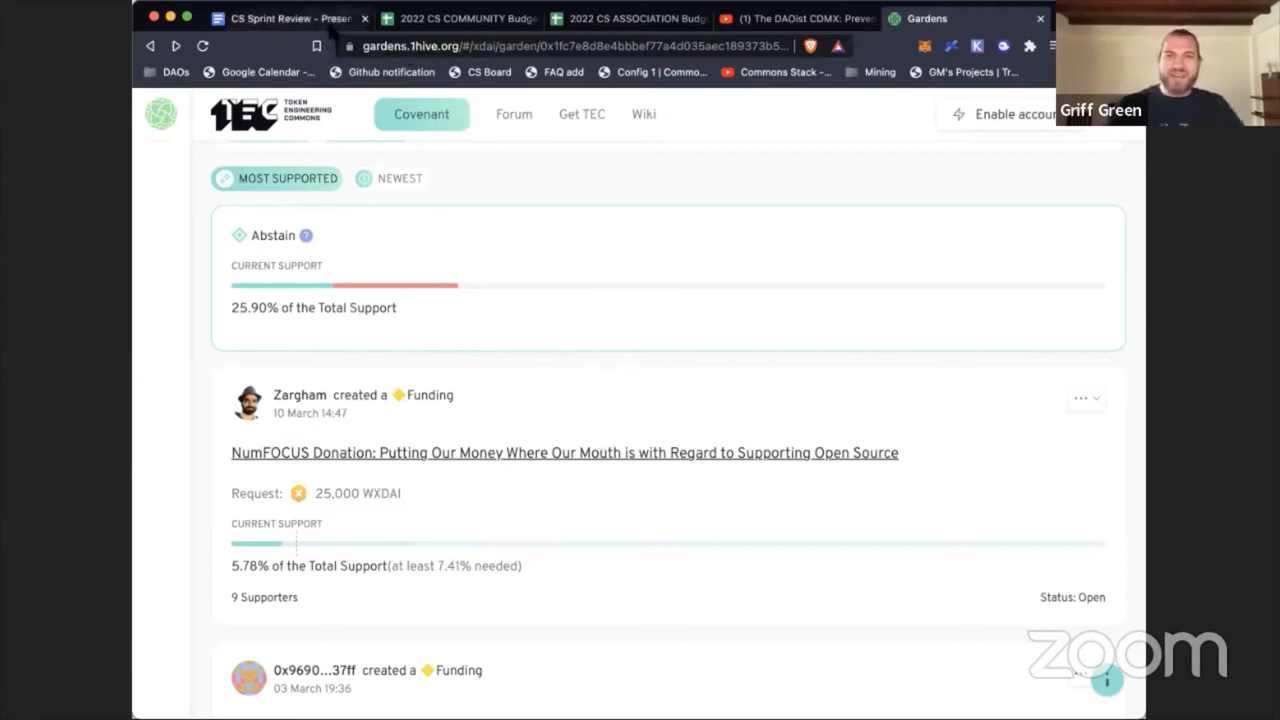 CS Sprint Review - Presen
2022 CS COMMUNITY Budge
2022 CS ASSOCIATION Budg
(1) The DAOist CDMX: Preven
Gardens
gardens.1hive.org/#/xdai/garden/0x1fc7e8d8e4bbbef77a4d035aec189373b5...
DAOs
Google Calendar -...
Github notification
CS Board
FAQ add
Config 1 | Commo...
Commons Stack -...
Mining
GM's Projects | Tr...
Griff Green
TEC
TOKEN
ENGINEERING
COMMONS
Covenant
Forum
Get TEC
Wiki
Enable accoun
MOST SUPPORTED
NEWEST
Abstain ?
CURRENT SUPPORT
25.90% of the Total Support
Zargham created a Funding
10 March 14:47
NumFOCUS Donation: Putting Our Money Where Our Mouth is with Regard to Supporting Open Source
Request: 25,000 WXDAI
CURRENT SUPPORT
5.78% of the Total Support(at least 7.41% needed)
9 Supporters
Status: Open
0x9690...37ff created a Funding
03 March 19:36
zoom
i